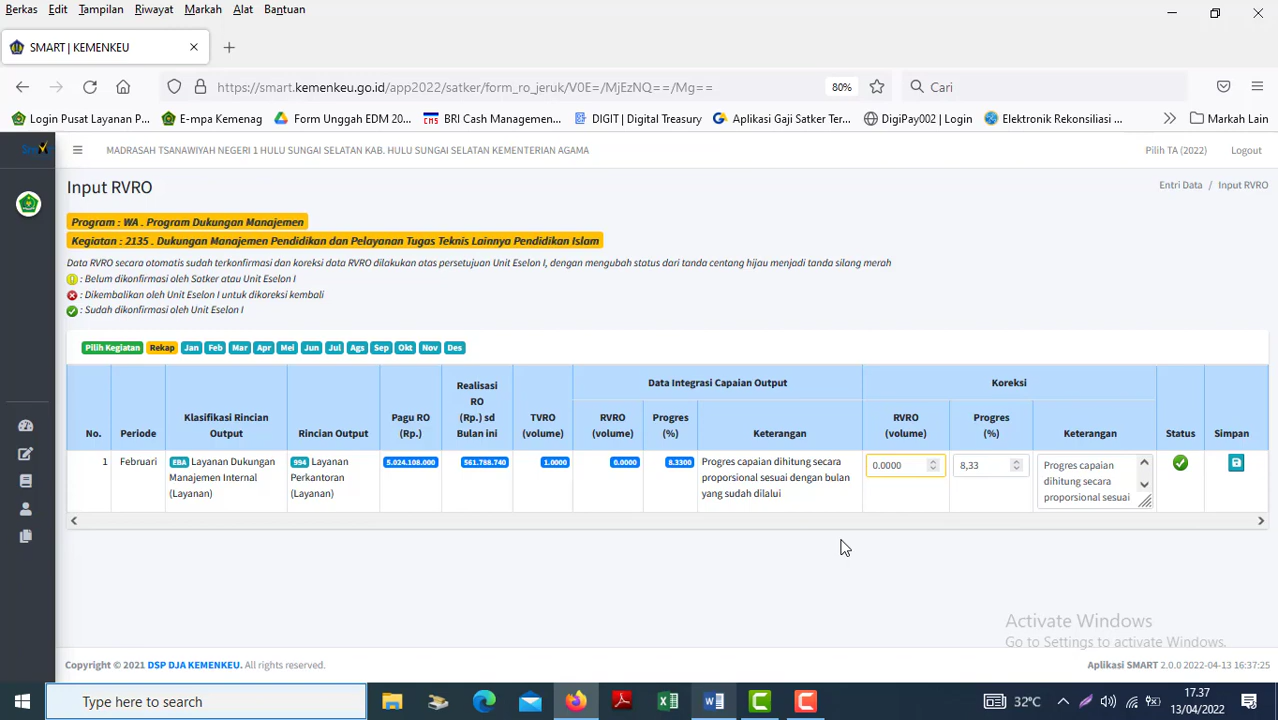 Berkas Edit Tampilan Riwayat Markah Alat Bantuan
SMART | KEMENKEU
https://smart.kemenkeu.go.id/app2022/satker/form_ro_jeruk/V0E=/MjEzNQ==/Mg==
80%
Cari
Login Pusat Layanan P... E-mpa Kemenag Form Unggah EDM 20... BRI Cash Managemen... DIGIT | Digital Treasury Aplikasi Gaji Satker Ter... DigiPay002 | Login Elektronik Rekonsiliasi ... Markah Lain
MADRASAH TSANAWIYAH NEGERI 1 HULU SUNGAI SELATAN KAB. HULU SUNGAI SELATAN KEMENTERIAN AGAMA
Pilih TA (2022) Logout
Input RVRO
Entri Data / Input RVRO
Program : WA . Program Dukungan Manajemen
Kegiatan : 2135 . Dukungan Manajemen Pendidikan dan Pelayanan Tugas Teknis Lainnya Pendidikan Islam
Data RVRO secara otomatis sudah terkonfirmasi dan koreksi data RVRO dilakukan atas persetujuan Unit Eselon I, dengan mengubah status dari tanda centang hijau menjadi tanda silang merah
: Belum dikonfirmasi oleh Satker atau Unit Eselon I
: Dikembalikan oleh Unit Eselon I untuk dikoreksi kembali
: Sudah dikonfirmasi oleh Unit Eselon I
Pilih Kegiatan Rekap Jan Feb Mar Apr Mei Jun Jul Ags Sep Okt Nov Des
Data Integrasi Capaian Output
Koreksi
No.
Periode
Klasifikasi Rincian
Output
Rincian Output
Pagu RO
(Rp.)
Realisasi
RO
(Rp.) sd
Bulan ini
TVRO
(volume)
RVRO
(volume)
Progres
(%)
Keterangan
RVRO
(volume)
Progres
(%)
Keterangan
Status
Simpan
1
Februari
EBA Layanan Dukungan
Manajemen Internal
(Layanan)
994 Layanan
Perkantoran
(Layanan)
5.024.108.000
561.788.740
1.0000
0.0000
8.3300
Progres capaian dihitung secara
proporsional sesuai dengan bulan
yang sudah dilalui
0.0000
8,33
Progres capaian
dihitung secara
proporsional sesuai
Activate Windows
Go to Settings to activate Windows.
Copyright © 2021 DSP DJA KEMENKEU. All rights reserved.
Aplikasi SMART 2.0.0 2022-04-13 16:37:25
Type here to search
32°C
17.37
13/04/2022